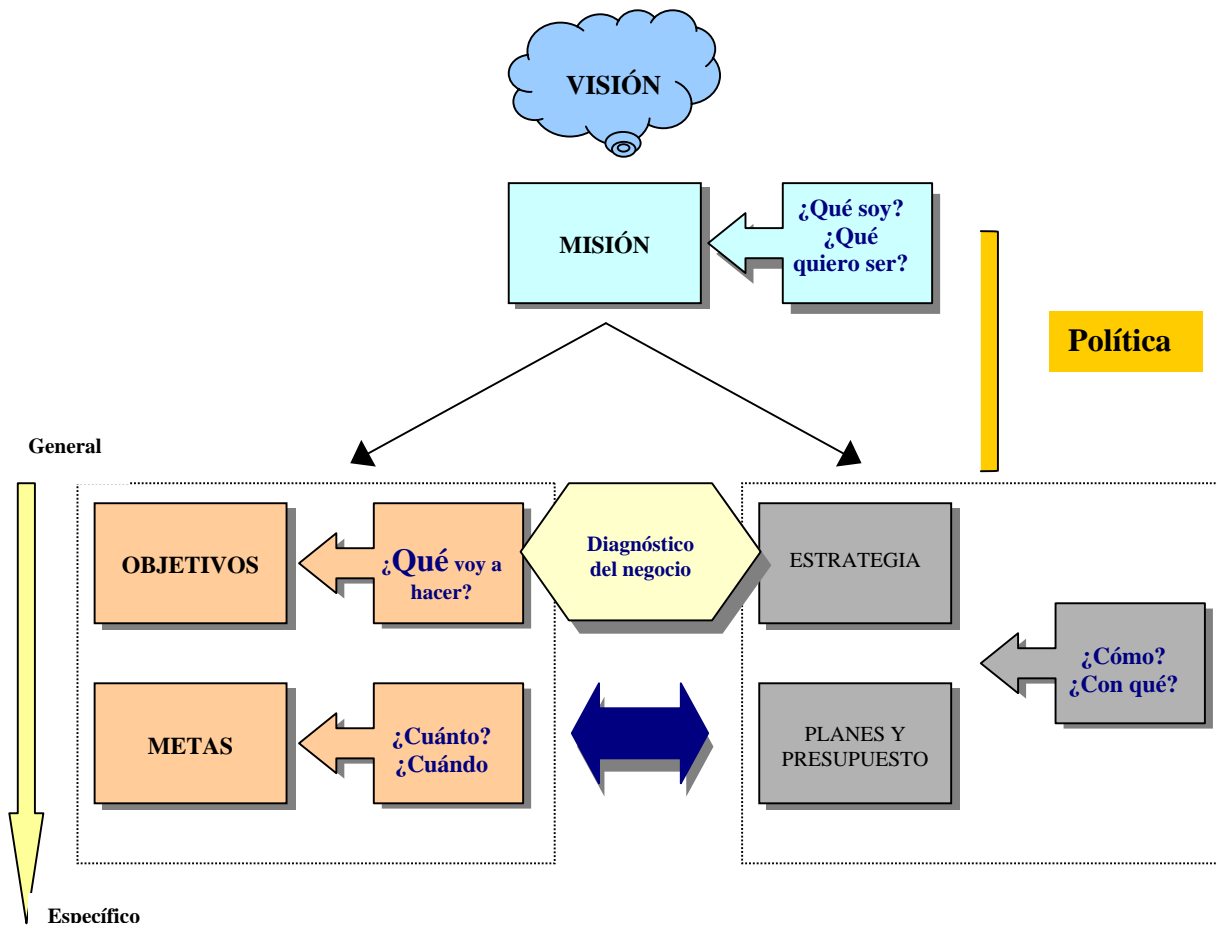 VISIÓN
MISIÓN
¿Qué soy?
¿Qué
quiero ser?
Política
General
OBJETIVOS
¿Qué voy a
hacer?
Diagnóstico
del negocio
ESTRATEGIA
¿Cómo?
¿Con qué?
METAS
¿Cuánto?
¿Cuándo
PLANES Y
PRESUPUESTO
Específico